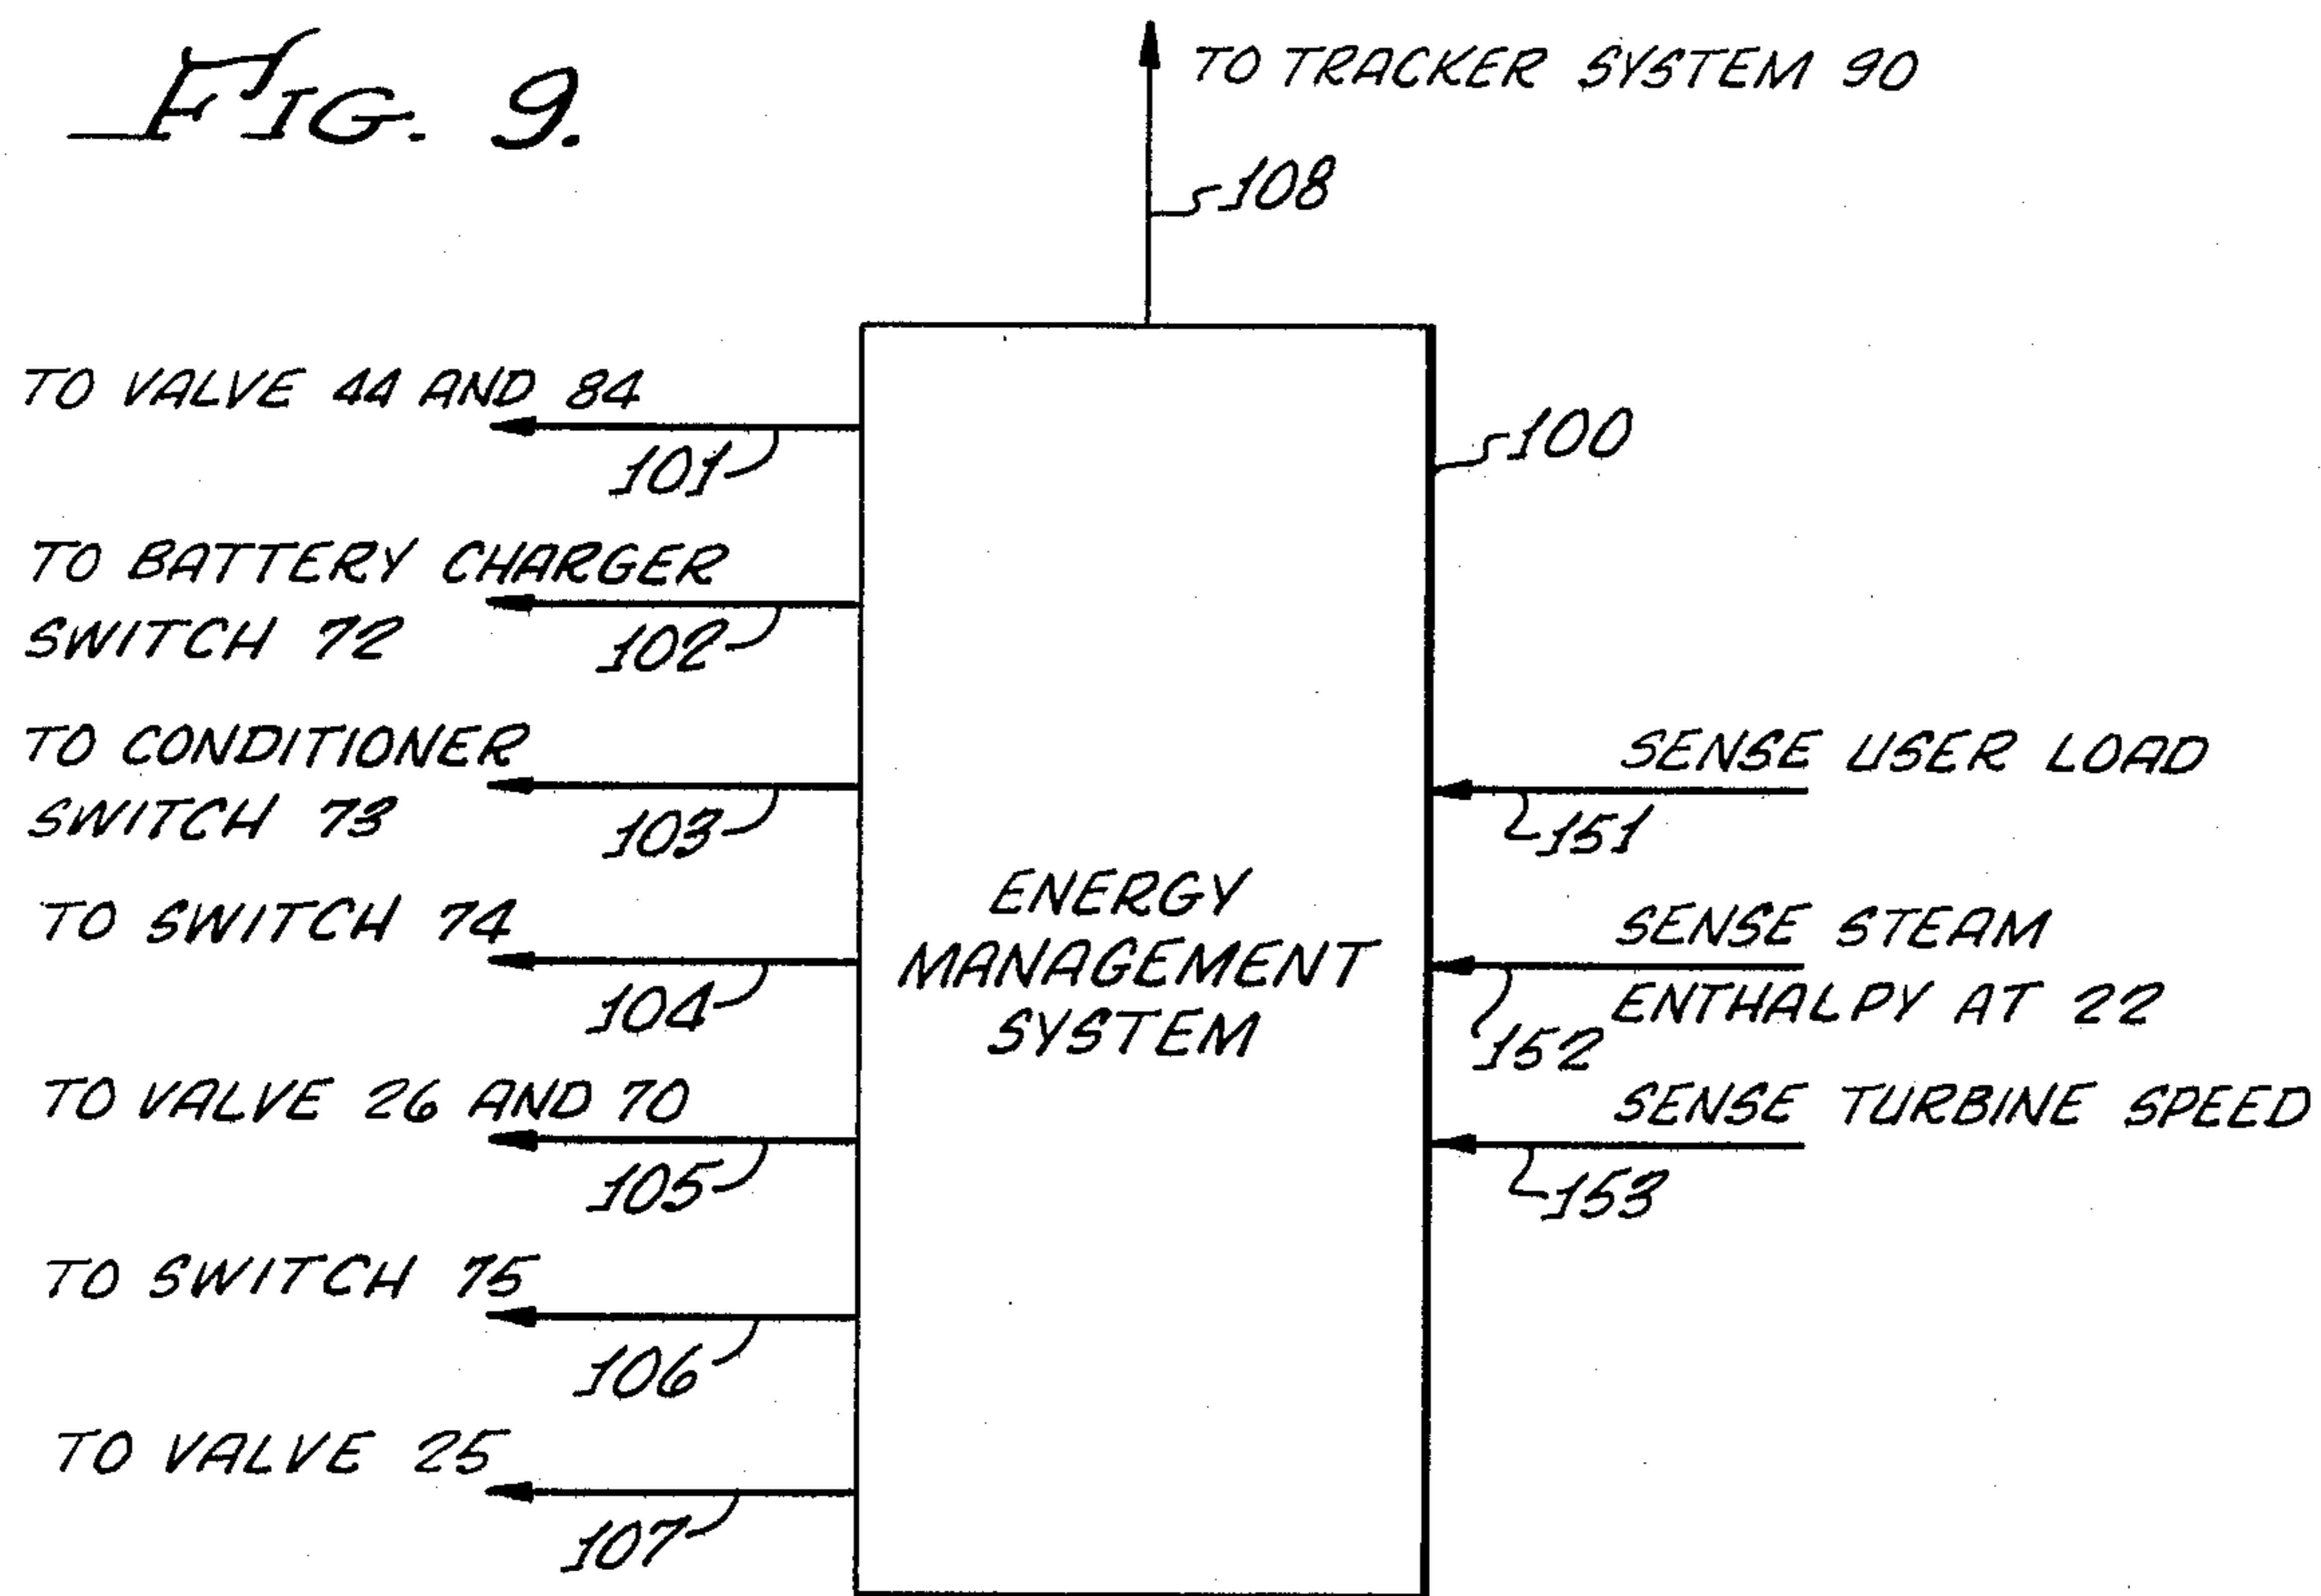 FIG. 9.
TO TRACKER SYSTEM 90
108
TO VALVE 44 AND 84
101
100
TO BATTERY CHARGER
SWITCH 72
102
TO CONDITIONER
SWITCH 73
103
SENSE USER LOAD
151
TO SWITCH 74
104
ENERGY
MANAGEMENT
SYSTEM
SENSE STEAM
ENTHALPY AT 22
152
TO VALVE 26 AND 70
105
SENSE TURBINE SPEED
153
TO SWITCH 75
106
TO VALVE 25
107